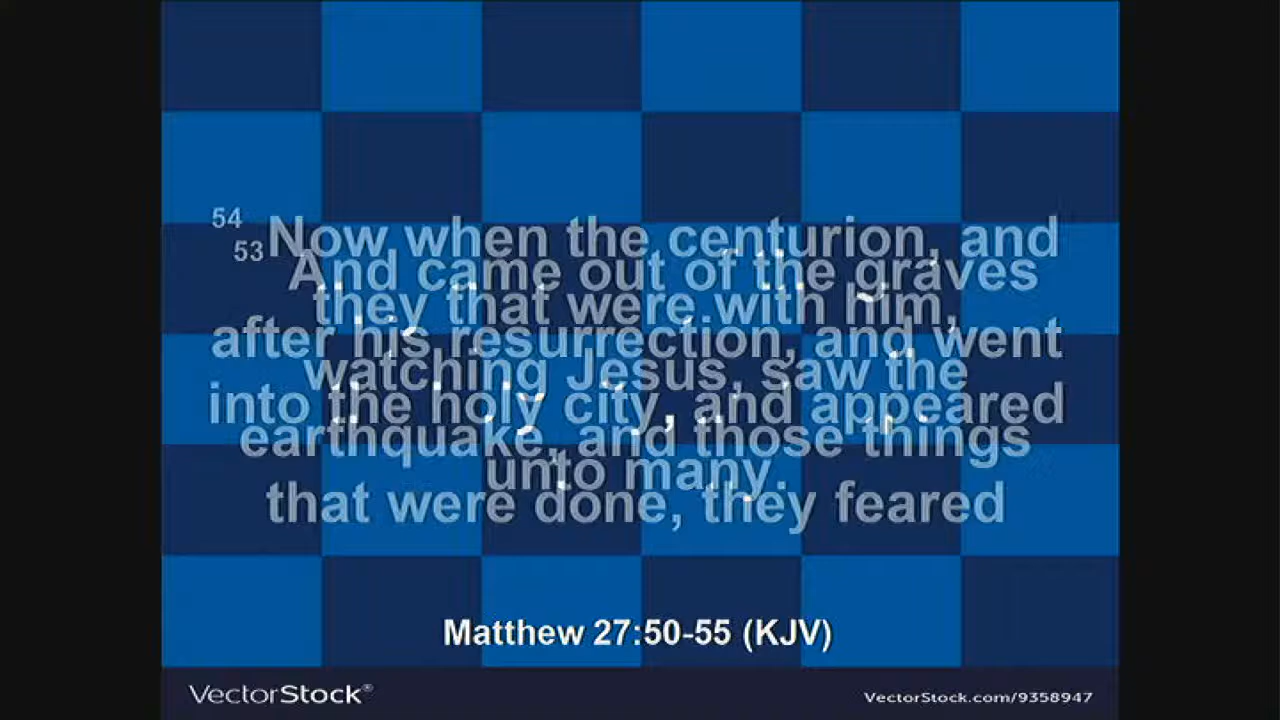 53 And came out of the graves
after his resurrection, and went
into the holy city, and appeared
unto many.
54 Now when the centurion, and
they that were with him,
watching Jesus, saw the
earthquake, and those things
that were done, they feared
Matthew 27:50-55 (KJV)
VectorStock®
VectorStock.com/9358947